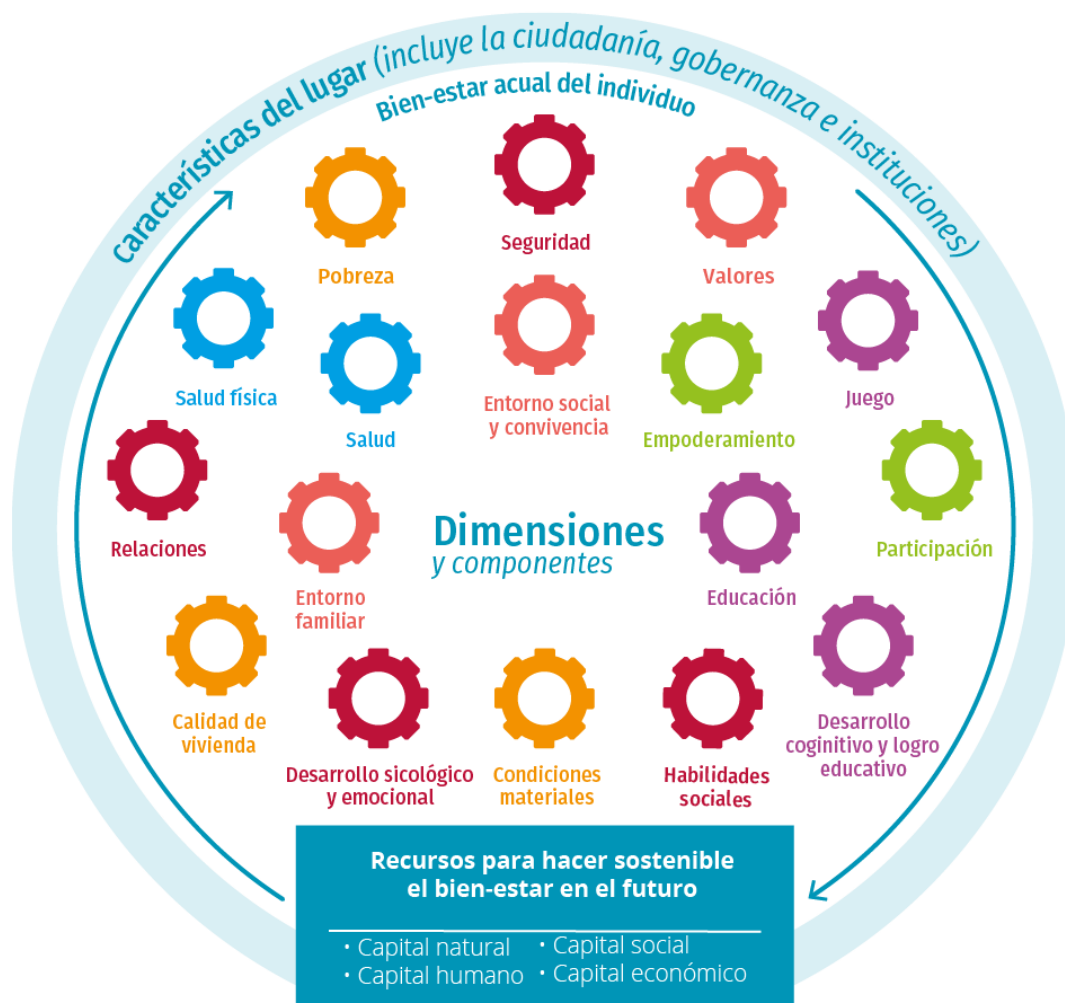 Características del lugar (incluye la ciudadanía, gobernanza e instituciones)
Bien-estar acual del individuo
Pobreza
Seguridad
Valores
Salud física
Salud
Entorno social
y convivencia
Empoderamiento
Juego
Relaciones
Entorno
familiar
Dimensiones
y componentes
Educación
Participación
Calidad de
vivienda
Desarrollo sicológico
y emocional
Condiciones
materiales
Habilidades
sociales
Desarrollo
coginitivo y logro
educativo
Recursos para hacer sostenible
el bien-estar en el futuro
· Capital natural · Capital social
· Capital humano · Capital económico